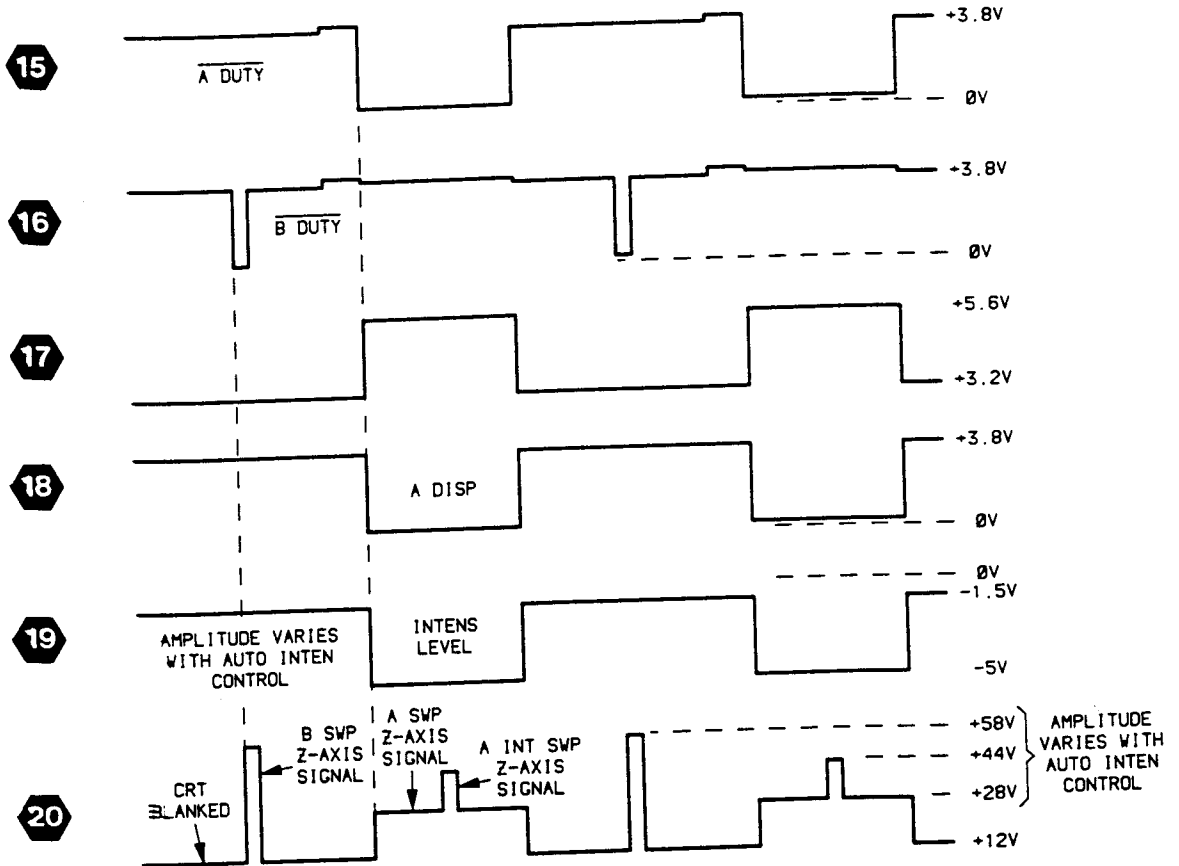 +3.8V
15
A DUTY
0V
+3.8V
16
B DUTY
0V
+5.6V
17
+3.2V
+3.8V
18
A DISP
0V
0V
-1.5V
19
AMPLITUDE VARIES
WITH AUTO INTEN
CONTROL
INTENS
LEVEL
-5V
B SWP
Z-AXIS
SIGNAL
A SWP
Z-AXIS
SIGNAL
A INT SWP
Z-AXIS
SIGNAL
+58V
+44V
+28V
AMPLITUDE
VARIES WITH
AUTO INTEN
CONTROL
20
CRT
BLANKED
+12V